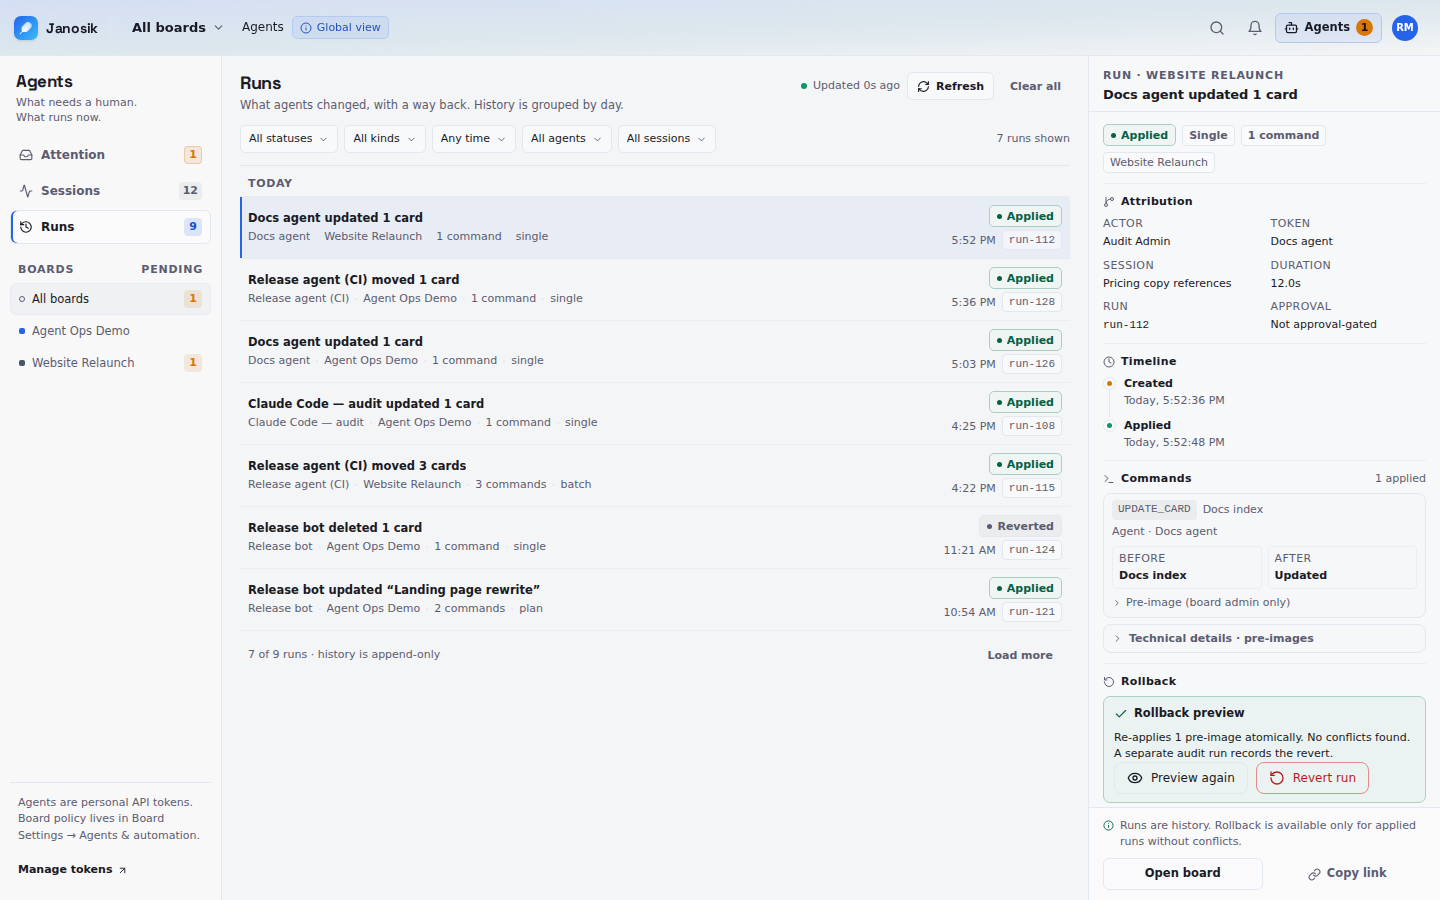 Janosik
All boards
Agents
Global view
Agents
1
RM
Agents
What needs a human.
What runs now.
Attention
1
Sessions
12
Runs
9
BOARDS
PENDING
All boards
1
Agent Ops Demo
Website Relaunch
1
Agents are personal API tokens.
Board policy lives in Board
Settings → Agents & automation.
Manage tokens
Runs
What agents changed, with a way back. History is grouped by day.
Updated 0s ago
Refresh
Clear all
All statuses
All kinds
Any time
All agents
All sessions
7 runs shown
TODAY
Docs agent updated 1 card
Applied
Docs agent · Website Relaunch · 1 command · single
5:52 PM run-112
Release agent (CI) moved 1 card
Applied
Release agent (CI) · Agent Ops Demo · 1 command · single
5:36 PM run-128
Docs agent updated 1 card
Applied
Docs agent · Agent Ops Demo · 1 command · single
5:03 PM run-126
Claude Code — audit updated 1 card
Applied
Claude Code — audit · Agent Ops Demo · 1 command · single
4:25 PM run-108
Release agent (CI) moved 3 cards
Applied
Release agent (CI) · Website Relaunch · 3 commands · batch
4:22 PM run-115
Release bot deleted 1 card
Reverted
Release bot · Agent Ops Demo · 1 command · single
11:21 AM run-124
Release bot updated “Landing page rewrite”
Applied
Release bot · Agent Ops Demo · 2 commands · plan
10:54 AM run-121
7 of 9 runs · history is append-only
Load more
RUN · WEBSITE RELAUNCH
Docs agent updated 1 card
Applied
Single
1 command
Website Relaunch
Attribution
ACTOR
TOKEN
Audit Admin
Docs agent
SESSION
DURATION
Pricing copy references
12.0s
RUN
APPROVAL
run-112
Not approval-gated
Timeline
Created
Today, 5:52:36 PM
Applied
Today, 5:52:48 PM
Commands
1 applied
UPDATE_CARD Docs index
Agent · Docs agent
BEFORE
AFTER
Docs index
Updated
Pre-image (board admin only)
Technical details · pre-images
Rollback
Rollback preview
Re-applies 1 pre-image atomically. No conflicts found.
A separate audit run records the revert.
Preview again
Revert run
Runs are history. Rollback is available only for applied
runs without conflicts.
Open board
Copy link